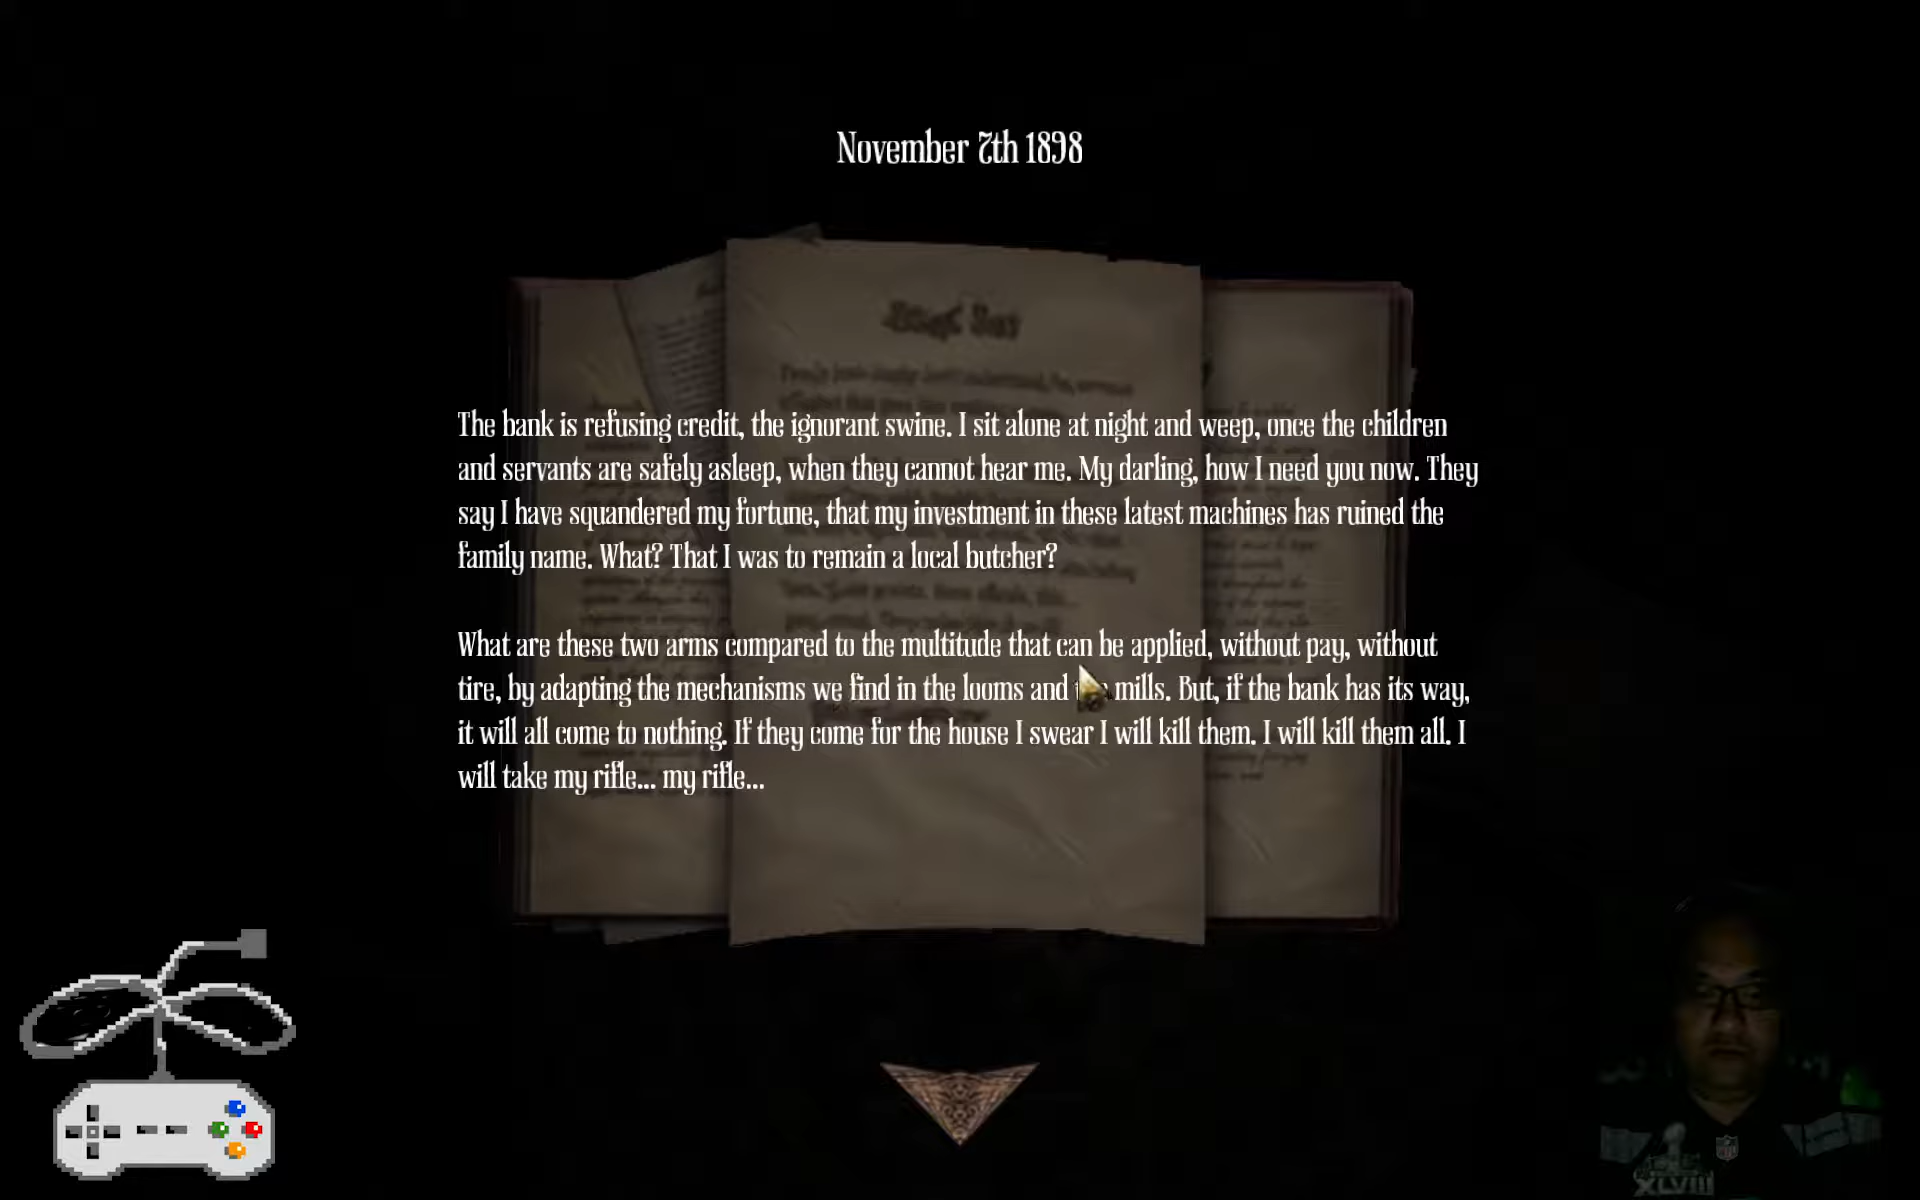 November 7th 1898
The bank is refusing credit, the ignorant swine. I sit alone at night and weep, once the children
and servants are safely asleep, when they cannot hear me. My darling, how I need you now. They
say I have squandered my fortune, that my investment in these latest machines has ruined the
family name. What? That I was to remain a local butcher?
What are these two arms compared to the multitude that can be applied, without pay, without
tire, by adapting the mechanisms we find in the looms and mills. But, if the bank has its way,
it will all come to nothing. If they come for the house I swear I will kill them. I will kill them all. I
will take my rifle... my rifle...
NFL
XLVIII